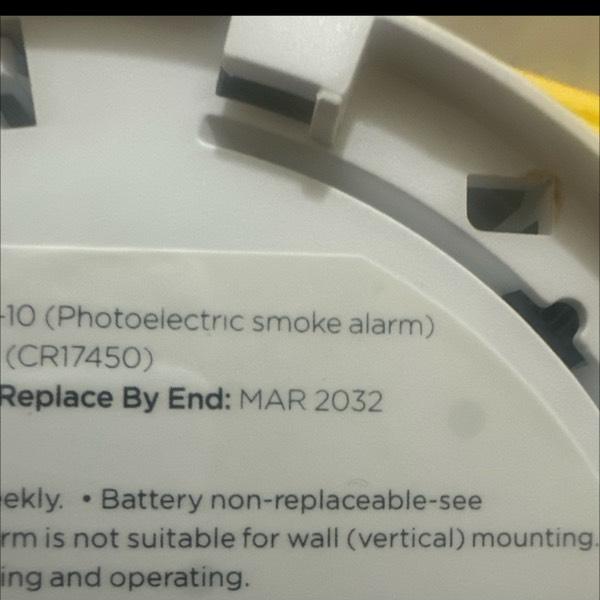 -10 (Photoelectric smoke alarm)
(CR17450)
Replace By End: MAR 2032
eekly. • Battery non-replaceable-see
rm is not suitable for wall (vertical) mounting.
ing and operating.